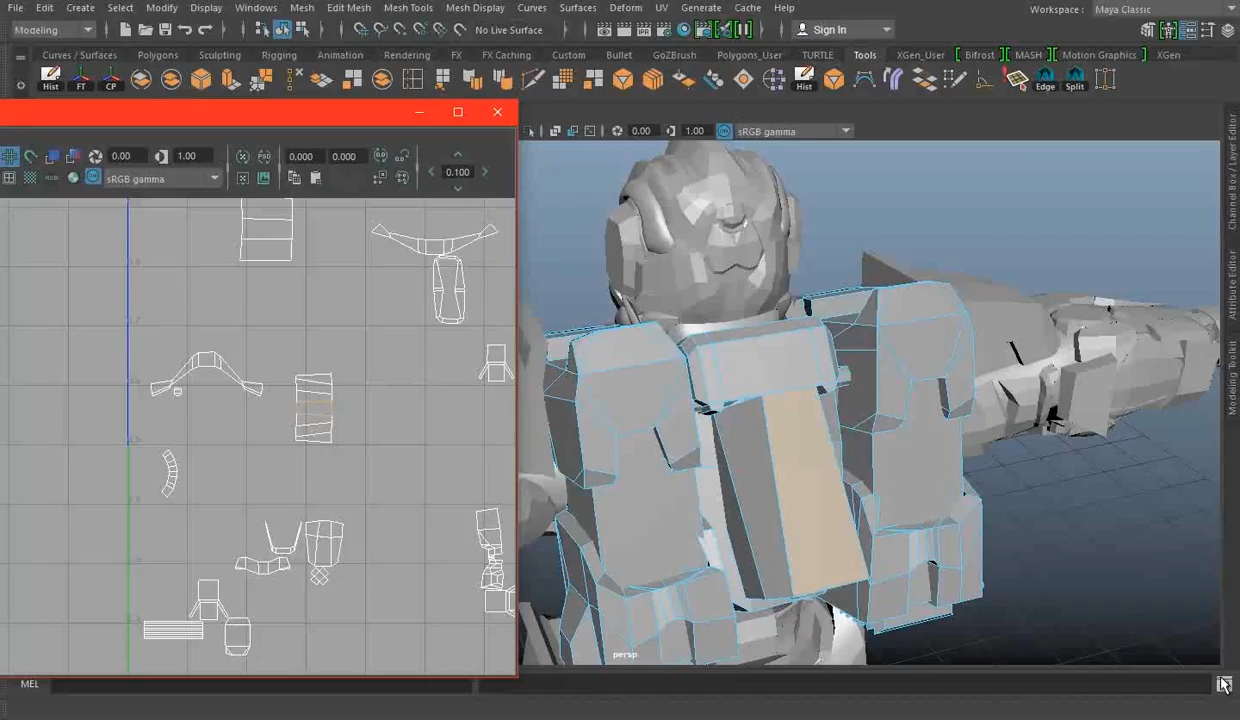 File Edit Create Select Modify Display Windows Mesh Edit Mesh Mesh Tools Mesh Display Curves Surfaces Deform UV Generate Cache Help Workspace : Maya Classic
Modeling No Live Surface Sign In
Curves / Surfaces Polygons Sculpting Rigging Animation Rendering FX FX Caching Custom Bullet GoZBrush Polygons_User TURTLE Tools XGen_User Bifrost MASH Motion Graphics XGen
Hist FT CP Hist Edge Split
0.00 1.00 sRGB gamma
0.00 1.00 0.000 0.000
sRGB gamma 0.100
Channel Box / Layer Editor
Attribute Editor
Modeling Toolkit
persp
MEL